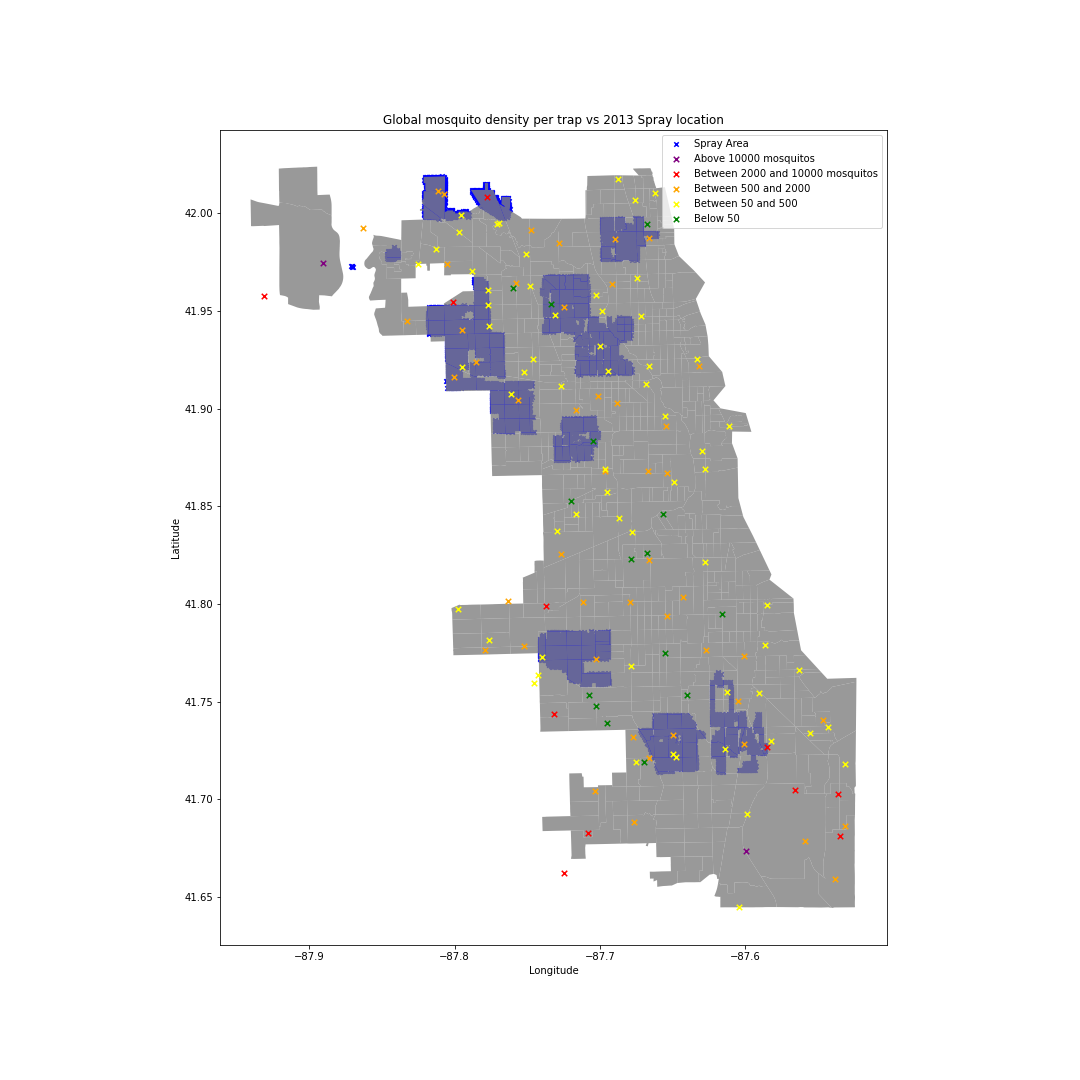 Global mosquito density per trap vs 2013 Spray location
Spray Area
Above 10000 mosquitos
Between 2000 and 10000 mosquitos
Between 500 and 2000
Between 50 and 500
Below 50
42.00
41.95
41.90
41.85
41.80
41.75
41.70
41.65
Latitude
−87.9
−87.8
−87.7
−87.6
Longitude